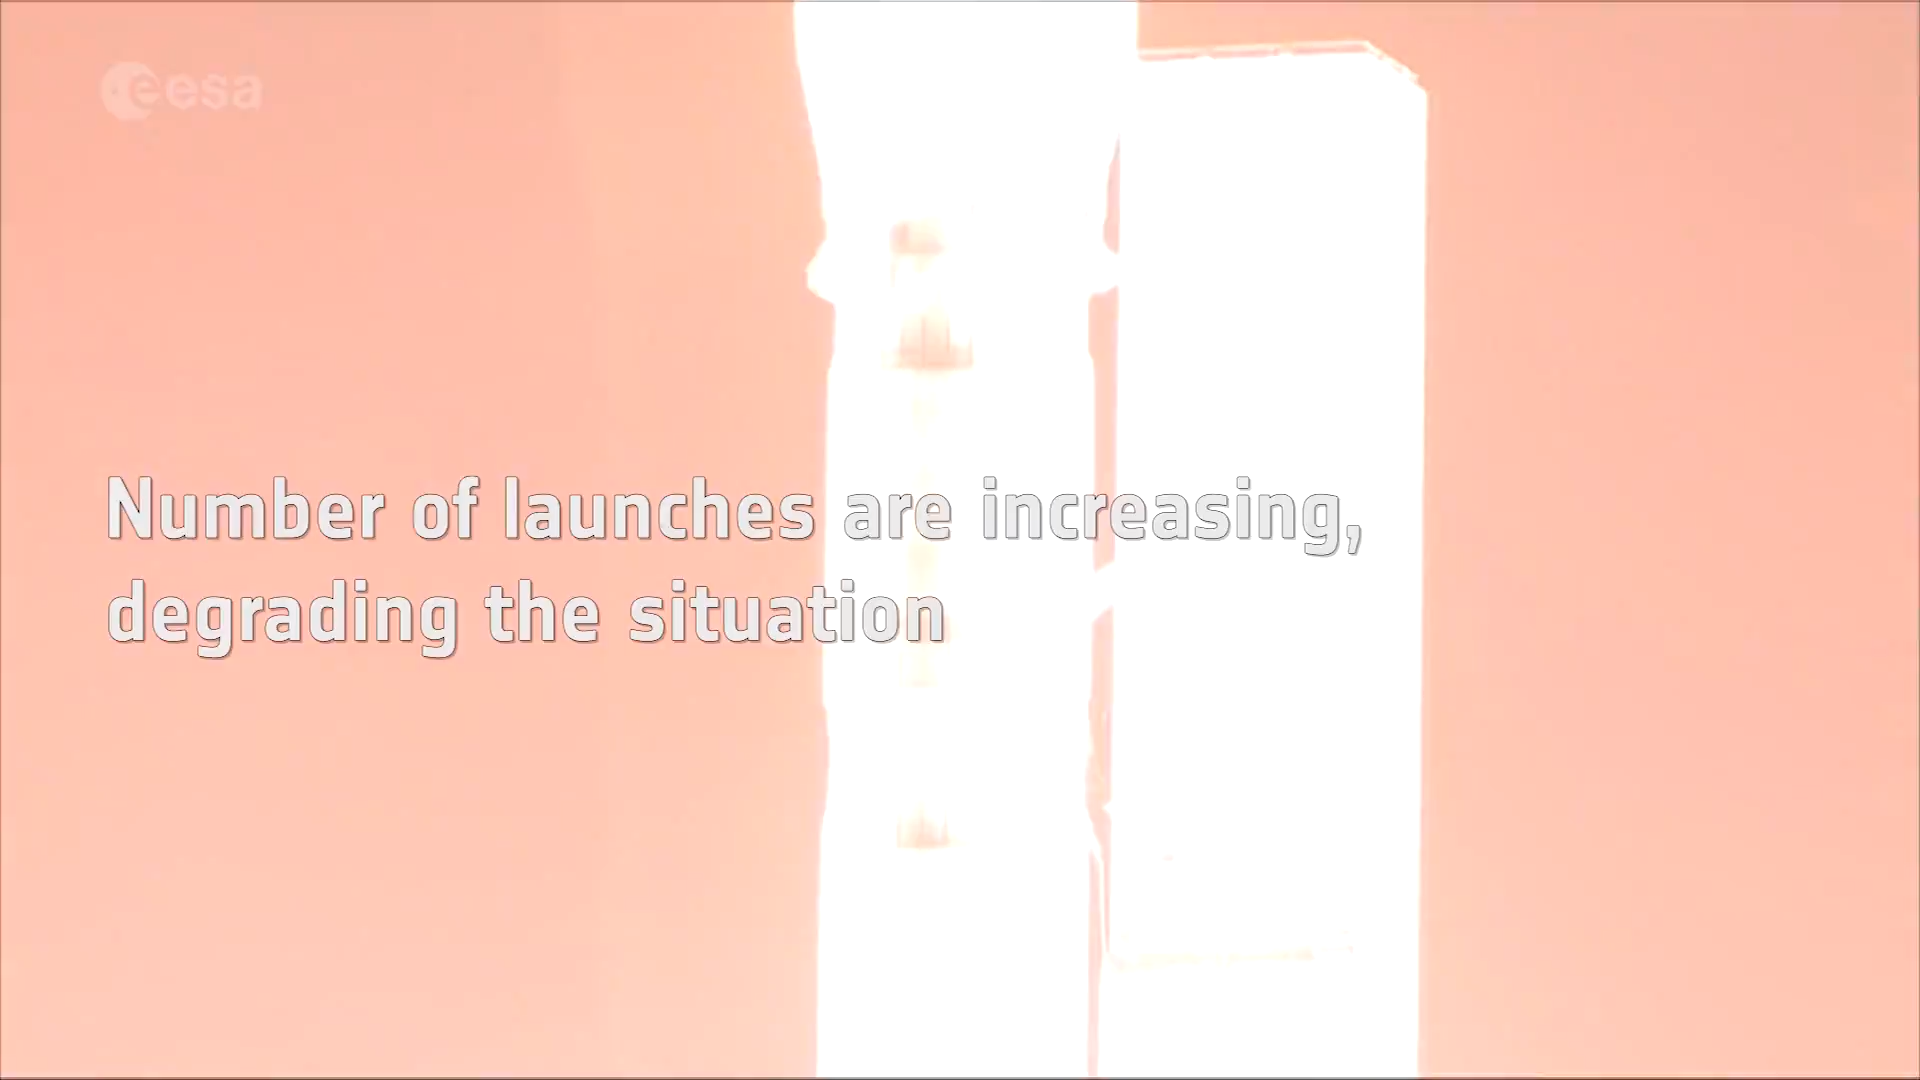 esa
Number of launches are increasing,
degrading the situation